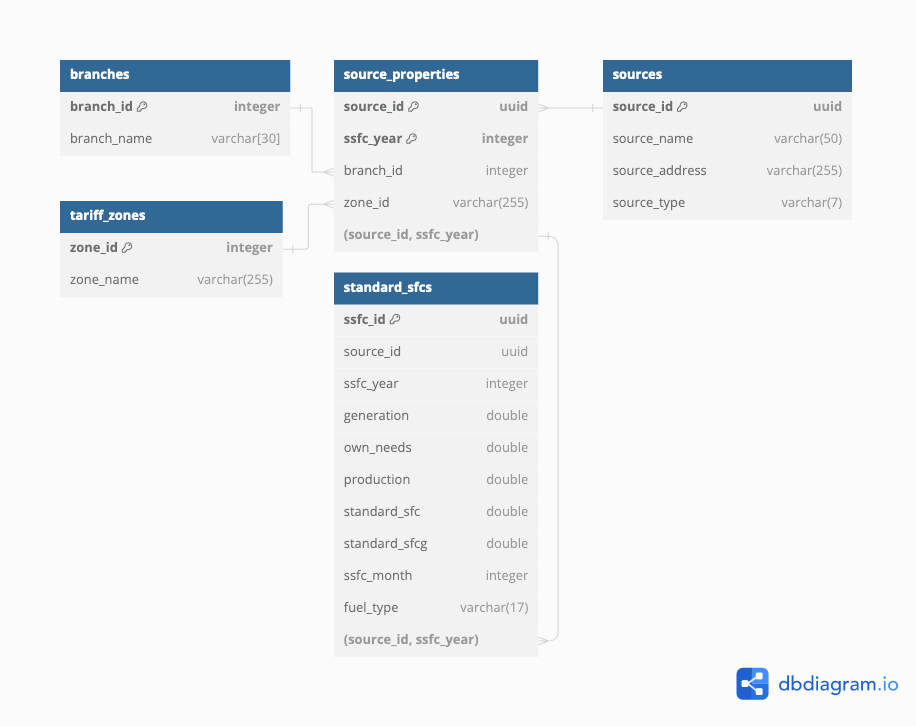 branches
branch_id integer
branch_name varchar[30]
tariff_zones
zone_id integer
zone_name varchar(255)
source_properties
source_id uuid
ssfc_year integer
branch_id integer
zone_id varchar(255)
(source_id, ssfc_year)
standard_sfcs
ssfc_id uuid
source_id uuid
ssfc_year integer
generation double
own_needs double
production double
standard_sfc double
standard_sfcg double
ssfc_month integer
fuel_type varchar(17)
(source_id, ssfc_year)
sources
source_id uuid
source_name varchar(50)
source_address varchar(255)
source_type varchar(7)
dbdiagram.io